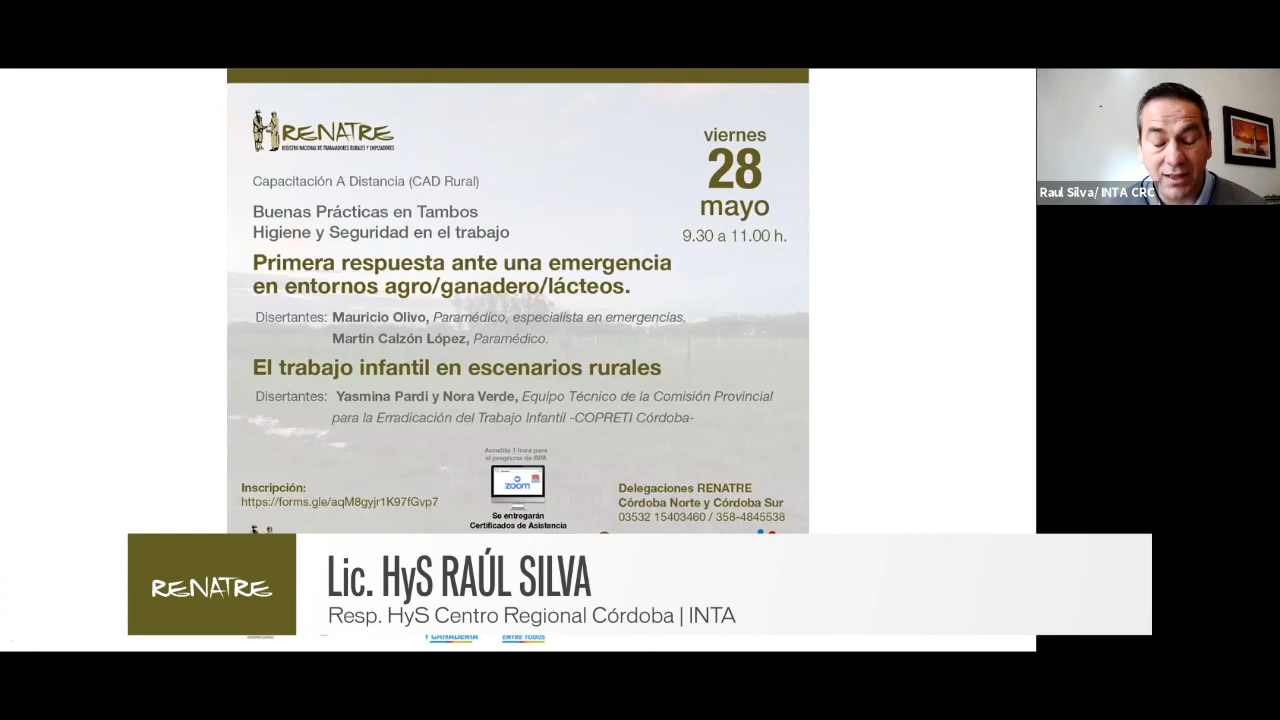 RENATRE
REGISTRO NACIONAL DE TRABAJADORES RURALES Y EMPLEADORES
viernes
28
mayo
9.30 a 11.00 h.
Capacitación A Distancia (CAD Rural)
Buenas Prácticas en Tambos
Higiene y Seguridad en el trabajo
Primera respuesta ante una emergencia
en entornos agro/ganadero/lácteos.
Disertantes: Mauricio Olivo, Paramédico, especialista en emergencias.
Martin Calzón López, Paramédico.
El trabajo infantil en escenarios rurales
Disertantes: Yasmina Pardi y Nora Verde, Equipo Técnico de la Comisión Provincial
para la Erradicación del Trabajo Infantil -COPRETI Córdoba-
Acredita 1 hora para
el programa de BPA
zoom
Se entregarán
Certificados de Asistencia
Inscripción:
https://forms.gle/aqM8gyjr1K97fGvp7
Delegaciones RENATRE
Córdoba Norte y Córdoba Sur
03532 15403460 / 358-4845538
Raul Silva/ INTA CRC
RENATRE
Lic. HyS RAÚL SILVA
Resp. HyS Centro Regional Córdoba | INTA
Y GANADERÍA
ENTRE TODOS